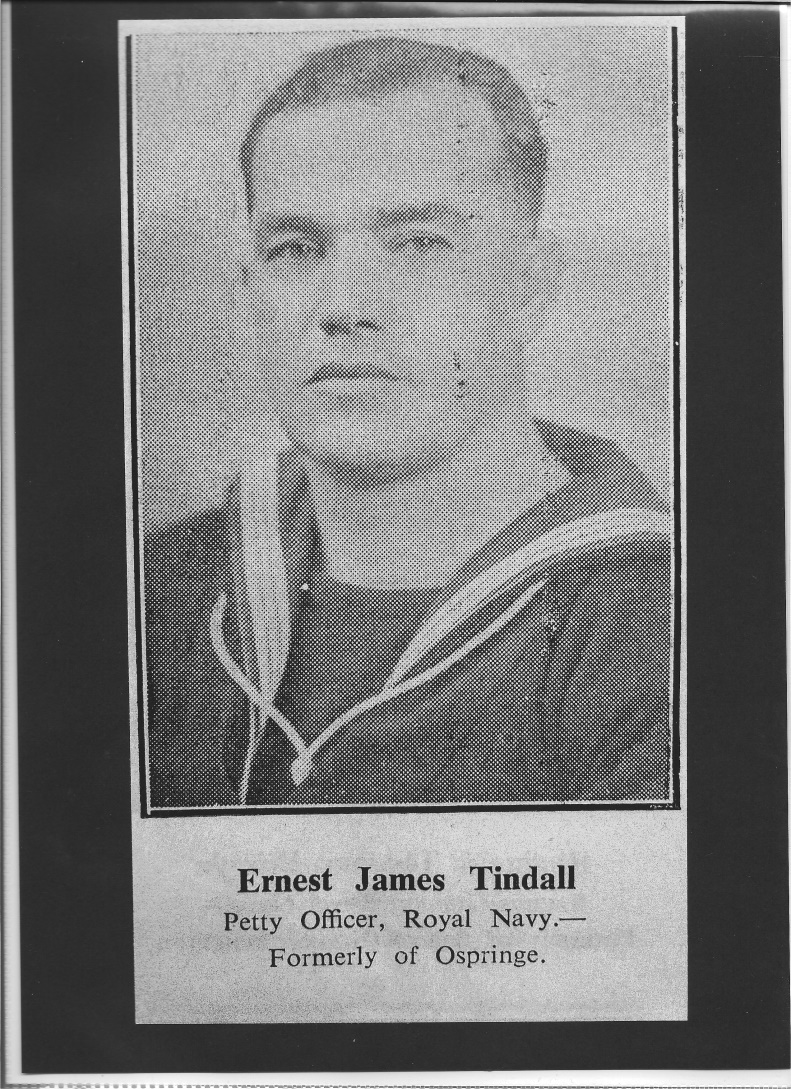 Ernest James Tindall
Petty Officer, Royal Navy.—
Formerly of Ospringe.